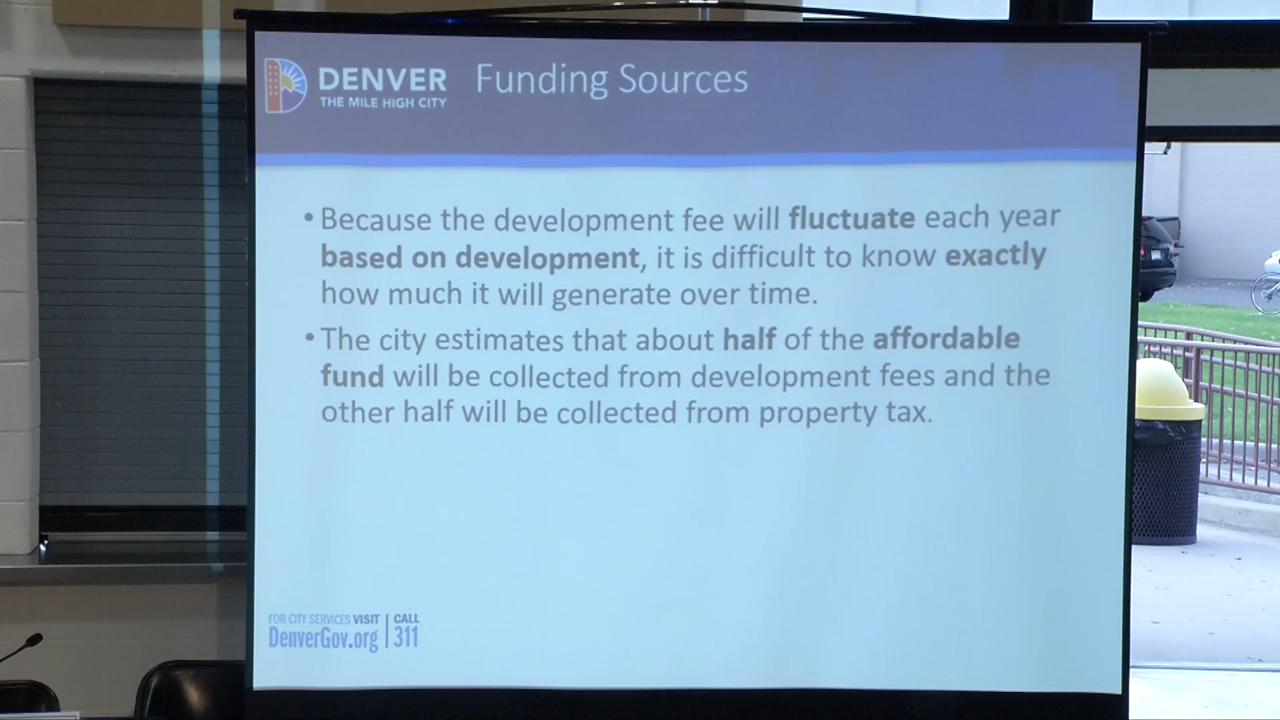 DENVER
THE MILE HIGH CITY
Funding Sources
• Because the development fee will fluctuate each year
based on development, it is difficult to know exactly
how much it will generate over time.
• The city estimates that about half of the affordable
fund will be collected from development fees and the
other half will be collected from property tax.
FOR CITY SERVICES VISIT | CALL
DenverGov.org | 311